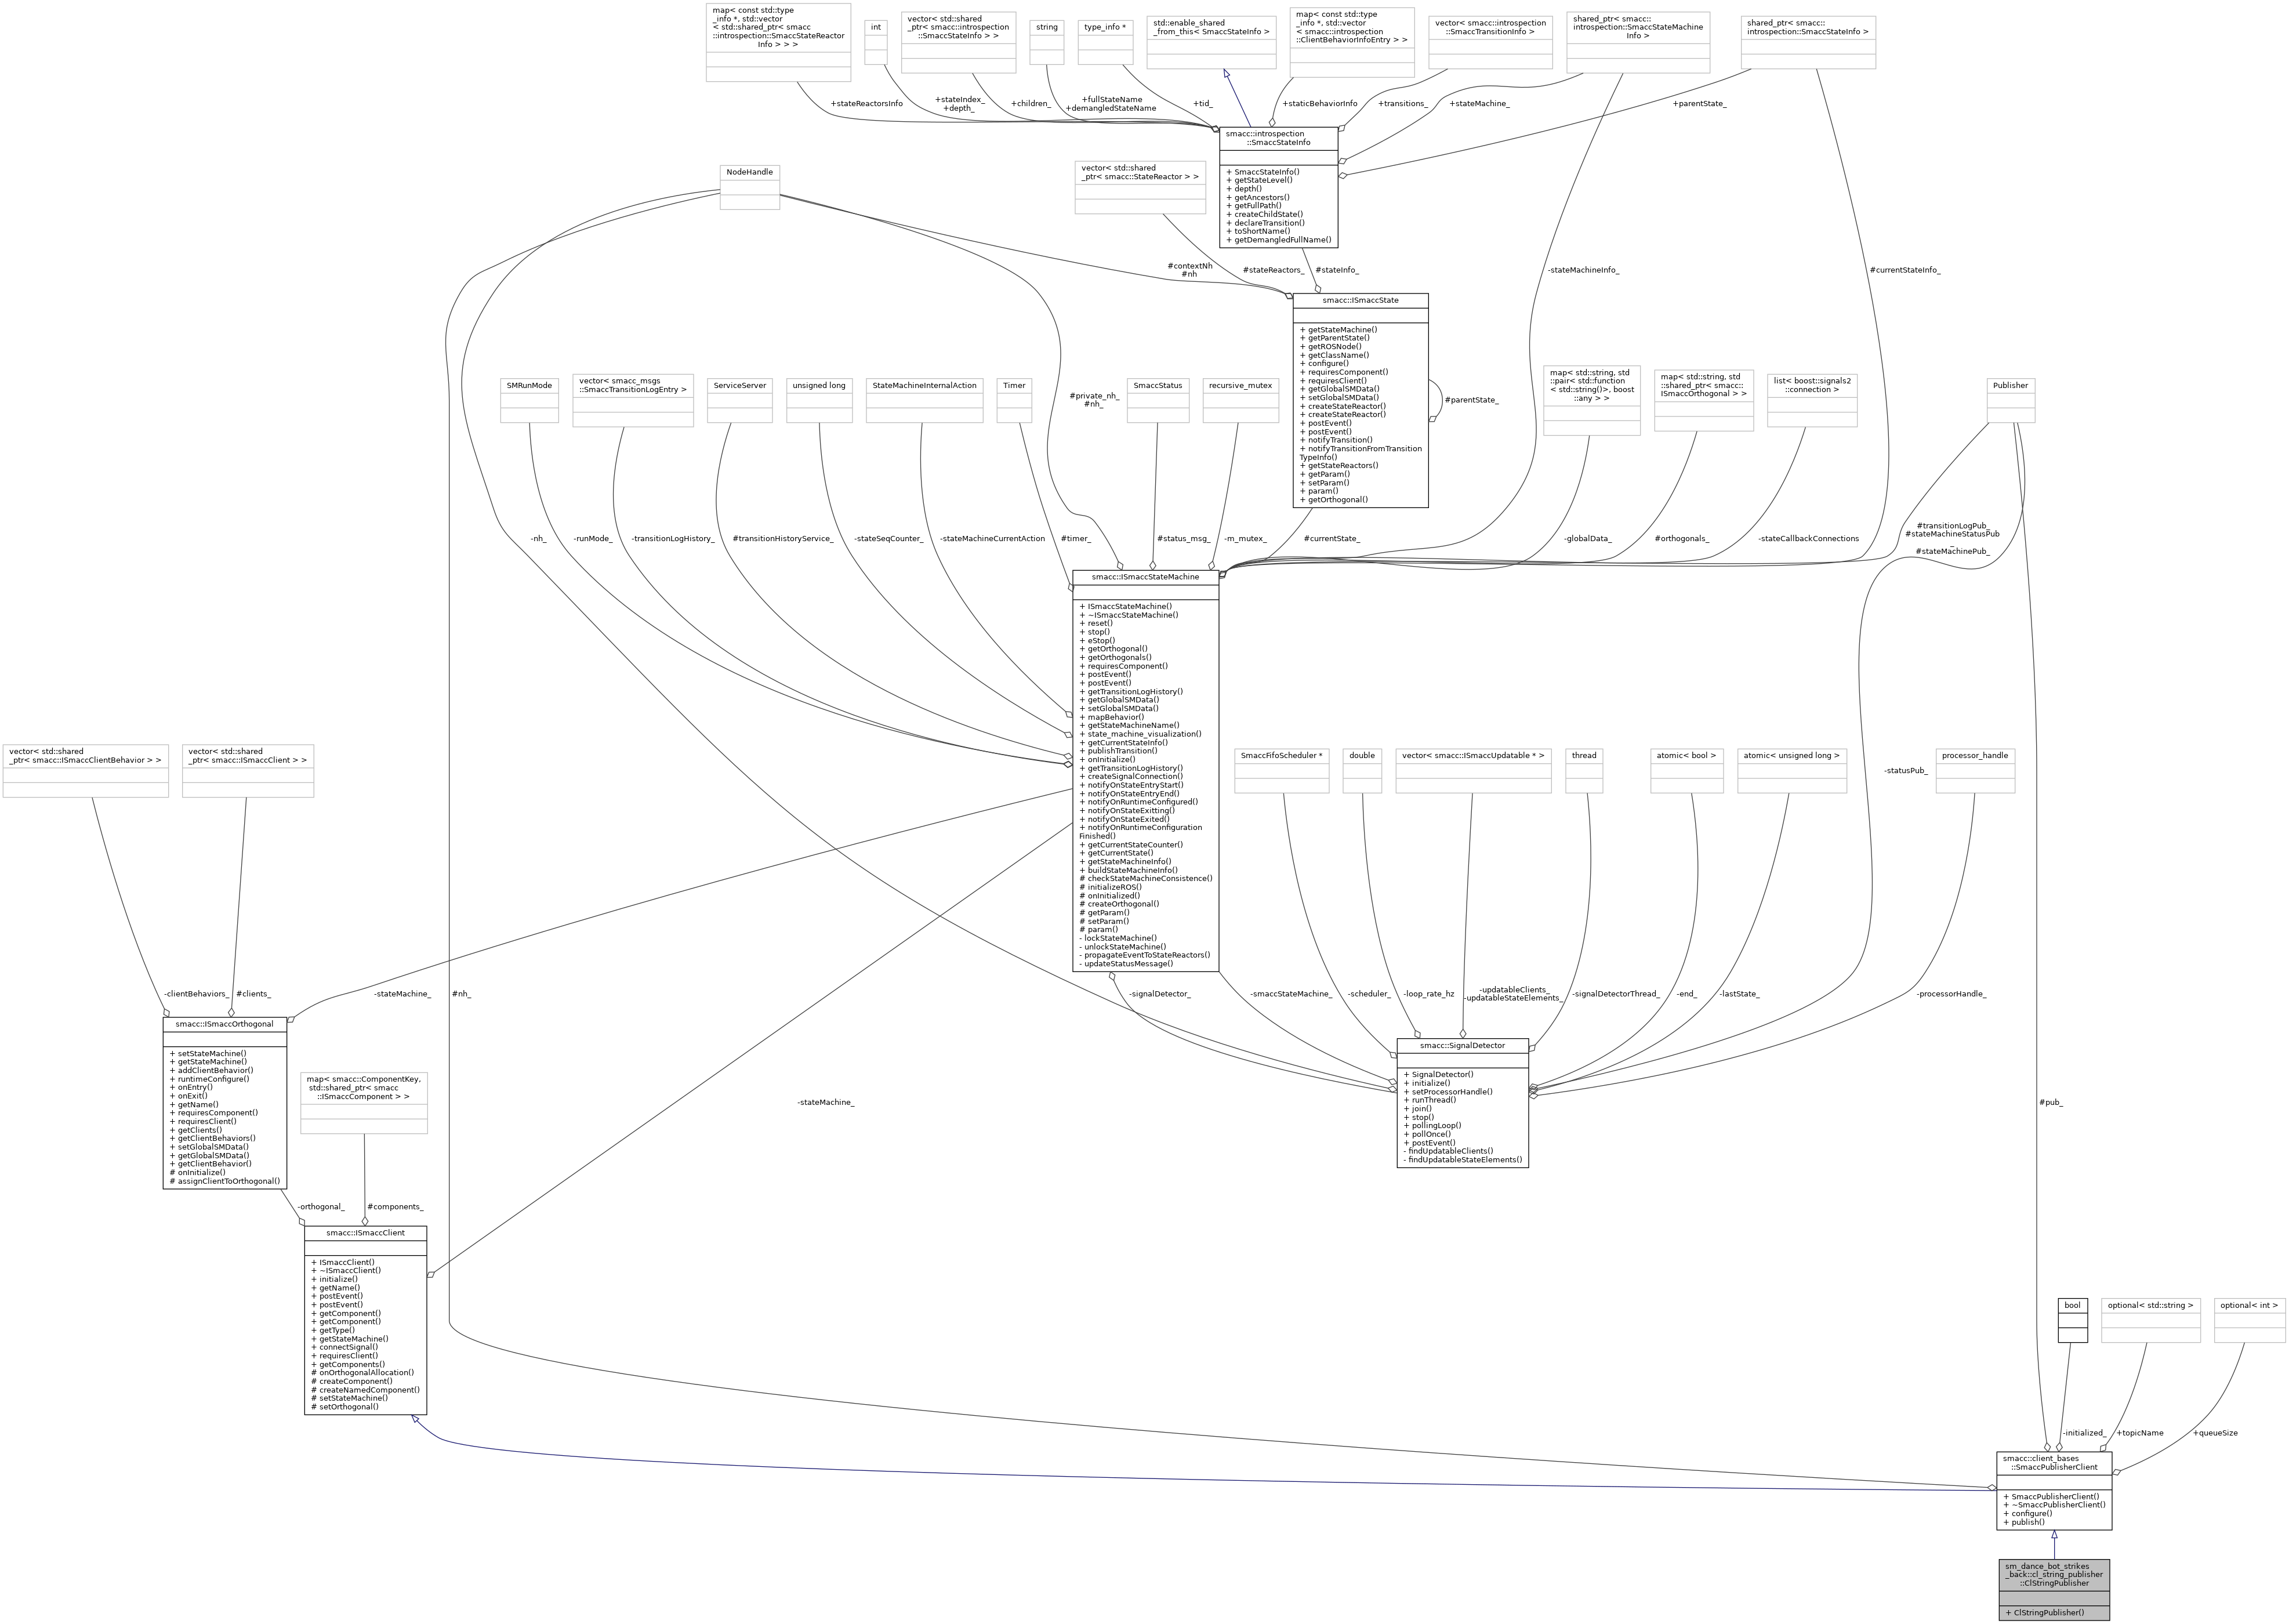 map< const std::type
_info *, std::vector
< std::shared_ptr< smacc
::introspection::SmaccStateReactor
Info > > >
int
vector< std::shared
_ptr< smacc::introspection
::SmaccStateInfo > >
string
type_info *
std::enable_shared
_from_this< SmaccStateInfo >
map< const std::type
_info *, std::vector
< smacc::introspection
::ClientBehaviorInfoEntry > >
vector< smacc::introspection
::SmaccTransitionInfo >
shared_ptr< smacc::
introspection::SmaccStateMachine
Info >
shared_ptr< smacc::
introspection::SmaccStateInfo >
+stateReactorsInfo
+stateIndex_
+depth_
+children_
+fullStateName
+demangledStateName
+tid_
+staticBehaviorInfo
+transitions_
+stateMachine_
+parentState_
smacc::introspection
::SmaccStateInfo
+ SmaccStateInfo()
+ getStateLevel()
+ depth()
+ getAncestors()
+ getFullPath()
+ createChildState()
+ declareTransition()
+ toShortName()
+ getDemangledFullName()
NodeHandle
vector< std::shared
_ptr< smacc::StateReactor > >
#contextNh
#nh
#stateReactors_
#stateInfo_
-stateMachineInfo_
#currentStateInfo_
smacc::ISmaccState
+ getStateMachine()
+ getParentState()
+ getROSNode()
+ getClassName()
+ configure()
+ requiresComponent()
+ requiresClient()
+ getGlobalSMData()
+ setGlobalSMData()
+ createStateReactor()
+ createStateReactor()
+ postEvent()
+ postEvent()
+ notifyTransition()
+ notifyTransitionFromTransition
TypeInfo()
+ getStateReactors()
+ getParam()
+ setParam()
+ param()
+ getOrthogonal()
#parentState_
SMRunMode
vector< smacc_msgs
::SmaccTransitionLogEntry >
ServiceServer
unsigned long
StateMachineInternalAction
Timer
#private_nh_
#nh_
SmaccStatus
recursive_mutex
map< std::string, std
::pair< std::function
< std::string()>, boost
::any > >
map< std::string, std
::shared_ptr< smacc::
ISmaccOrthogonal > >
list< boost::signals2
::connection >
Publisher
-nh_
-runMode_
-transitionLogHistory_
#transitionHistoryService_
-stateSeqCounter_
-stateMachineCurrentAction
#timer_
#status_msg_
-m_mutex_
#currentState_
-globalData_
#orthogonals_
-stateCallbackConnections
#transitionLogPub_
#stateMachineStatusPub
_
#stateMachinePub_
smacc::ISmaccStateMachine
+ ISmaccStateMachine()
+ ~ISmaccStateMachine()
+ reset()
+ stop()
+ eStop()
+ getOrthogonal()
+ getOrthogonals()
+ requiresComponent()
+ postEvent()
+ postEvent()
+ getTransitionLogHistory()
+ getGlobalSMData()
+ setGlobalSMData()
+ mapBehavior()
+ getStateMachineName()
+ state_machine_visualization()
+ getCurrentStateInfo()
+ publishTransition()
+ onInitialize()
+ getTransitionLogHistory()
+ createSignalConnection()
+ notifyOnStateEntryStart()
+ notifyOnStateEntryEnd()
+ notifyOnRuntimeConfigured()
+ notifyOnStateExitting()
+ notifyOnStateExited()
+ notifyOnRuntimeConfiguration
Finished()
+ getCurrentStateCounter()
+ getCurrentState()
+ getStateMachineInfo()
+ buildStateMachineInfo()
# checkStateMachineConsistence()
# initializeROS()
# onInitialized()
# createOrthogonal()
# getParam()
# setParam()
# param()
- lockStateMachine()
- unlockStateMachine()
- propagateEventToStateReactors()
- updateStatusMessage()
vector< std::shared
_ptr< smacc::ISmaccClientBehavior > >
vector< std::shared
_ptr< smacc::ISmaccClient > >
SmaccFifoScheduler *
double
vector< smacc::ISmaccUpdatable * >
thread
atomic< bool >
atomic< unsigned long >
-statusPub_
processor_handle
-clientBehaviors_
#clients_
-stateMachine_
#nh_
-signalDetector_
-smaccStateMachine_
-scheduler_
-loop_rate_hz
-updatableClients_
-updatableStateElements_
-signalDetectorThread_
-end_
-lastState_
-processorHandle_
smacc::ISmaccOrthogonal
+ setStateMachine()
+ getStateMachine()
+ addClientBehavior()
+ runtimeConfigure()
+ onEntry()
+ onExit()
+ getName()
+ requiresComponent()
+ requiresClient()
+ getClients()
+ getClientBehaviors()
+ setGlobalSMData()
+ getGlobalSMData()
+ getClientBehavior()
# onInitialize()
# assignClientToOrthogonal()
map< smacc::ComponentKey,
std::shared_ptr< smacc
::ISmaccComponent > >
-stateMachine_
smacc::SignalDetector
+ SignalDetector()
+ initialize()
+ setProcessorHandle()
+ runThread()
+ join()
+ stop()
+ pollingLoop()
+ pollOnce()
+ postEvent()
- findUpdatableClients()
- findUpdatableStateElements()
#pub_
-orthogonal_
#components_
smacc::ISmaccClient
+ ISmaccClient()
+ ~ISmaccClient()
+ initialize()
+ getName()
+ postEvent()
+ postEvent()
+ getComponent()
+ getComponent()
+ getType()
+ getStateMachine()
+ connectSignal()
+ requiresClient()
+ getComponents()
# onOrthogonalAllocation()
# createComponent()
# createNamedComponent()
# setStateMachine()
# setOrthogonal()
bool
optional< std::string >
optional< int >
-initialized_
+topicName
+queueSize
smacc::client_bases
::SmaccPublisherClient
+ SmaccPublisherClient()
+ ~SmaccPublisherClient()
+ configure()
+ publish()
sm_dance_bot_strikes
_back::cl_string_publisher
::ClStringPublisher
+ ClStringPublisher()